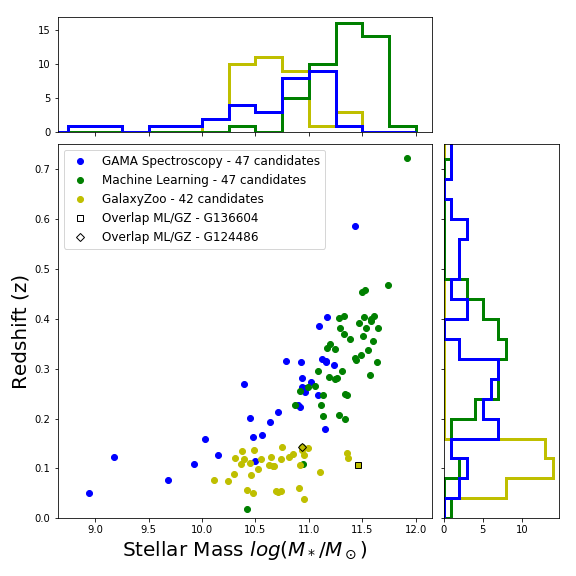 15
10
5
0
0.7
0.6
0.5
0.4
0.3
0.2
0.1
0.0
Redshift (z)
GAMA Spectroscopy - 47 candidates
Machine Learning - 47 candidates
GalaxyZoo - 42 candidates
Overlap ML/GZ - G136604
Overlap ML/GZ - G124486
9.0 9.5 10.0 10.5 11.0 11.5 12.0
Stellar Mass log(M_*/M_⊙)
0 5 10